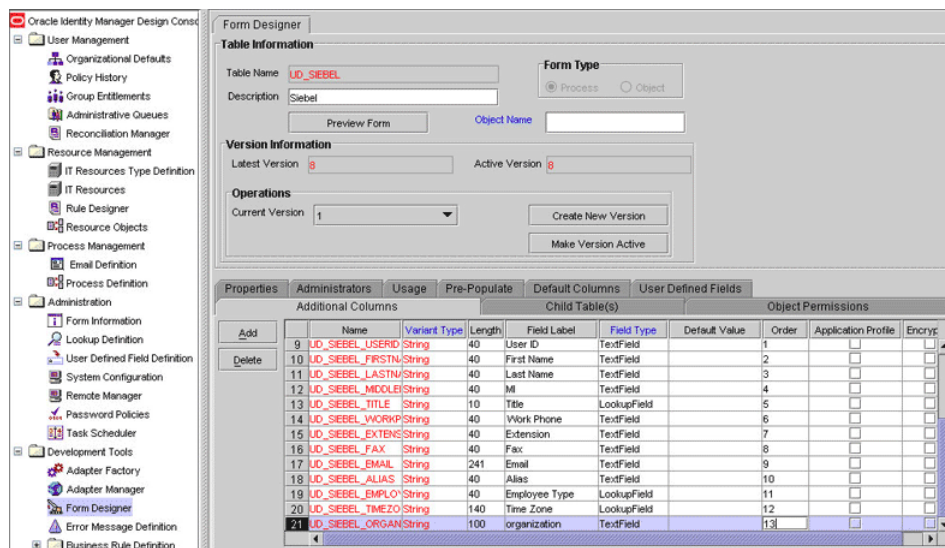 Oracle Identity Manager Design Conso
User Management
Organizational Defaults
Policy History
Group Entitlements
Administrative Queues
Reconciliation Manager
Resource Management
IT Resources Type Definition
IT Resources
Rule Designer
Resource Objects
Process Management
Email Definition
Process Definition
Administration
Form Information
Lookup Definition
User Defined Field Definition
System Configuration
Remote Manager
Password Policies
Task Scheduler
Development Tools
Adapter Factory
Adapter Manager
Form Designer
Error Message Definition
Business Rule Definition
Form Designer
Table Information
Table Name UD_SIEBEL
Form Type
Process Object
Description Siebel
Preview Form
Object Name
Version Information
Latest Version 8 Active Version 8
Operations
Current Version 1
Create New Version
Make Version Active
Properties Administrators Usage Pre-Populate Default Columns User Defined Fields
Additional Columns Child Table(s) Object Permissions
Add
Delete
Name Variant Type Length Field Label Field Type Default Value Order Application Profile Encryp
9 UD_SIEBEL_USERID String 40 User ID TextField 1
10 UD_SIEBEL_FIRSTN String 40 First Name TextField 2
11 UD_SIEBEL_LASTN String 40 Last Name TextField 3
12 UD_SIEBEL_MIDDLE String 40 MI TextField 4
13 UD_SIEBEL_TITLE String 10 Title LookupField 5
14 UD_SIEBEL_WORKP String 40 Work Phone TextField 6
15 UD_SIEBEL_EXTENS String 40 Extension TextField 7
16 UD_SIEBEL_FAX String 40 Fax TextField 8
17 UD_SIEBEL_EMAIL String 241 Email TextField 9
18 UD_SIEBEL_ALIAS String 40 Alias TextField 10
19 UD_SIEBEL_EMPLO String 40 Employee Type LookupField 11
20 UD_SIEBEL_TIMEZO String 140 Time Zone LookupField 12
21 UD_SIEBEL_ORGAN String 100 organization TextField 13